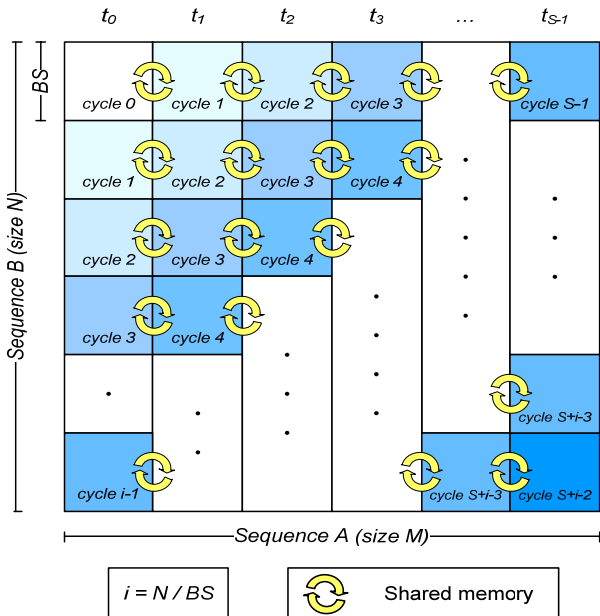 t0 t1 t2 t3 ... tS-1
BS
cycle 0 cycle 1 cycle 2 cycle 3 cycle S-1
cycle 1 cycle 2 cycle 3 cycle 4
cycle 2 cycle 3 cycle 4
cycle 3 cycle 4
cycle S+i-3
cycle i-1 cycle S+i-3 cycle S+i-2
Sequence B (size N)
Sequence A (size M)
i = N / BS
Shared memory